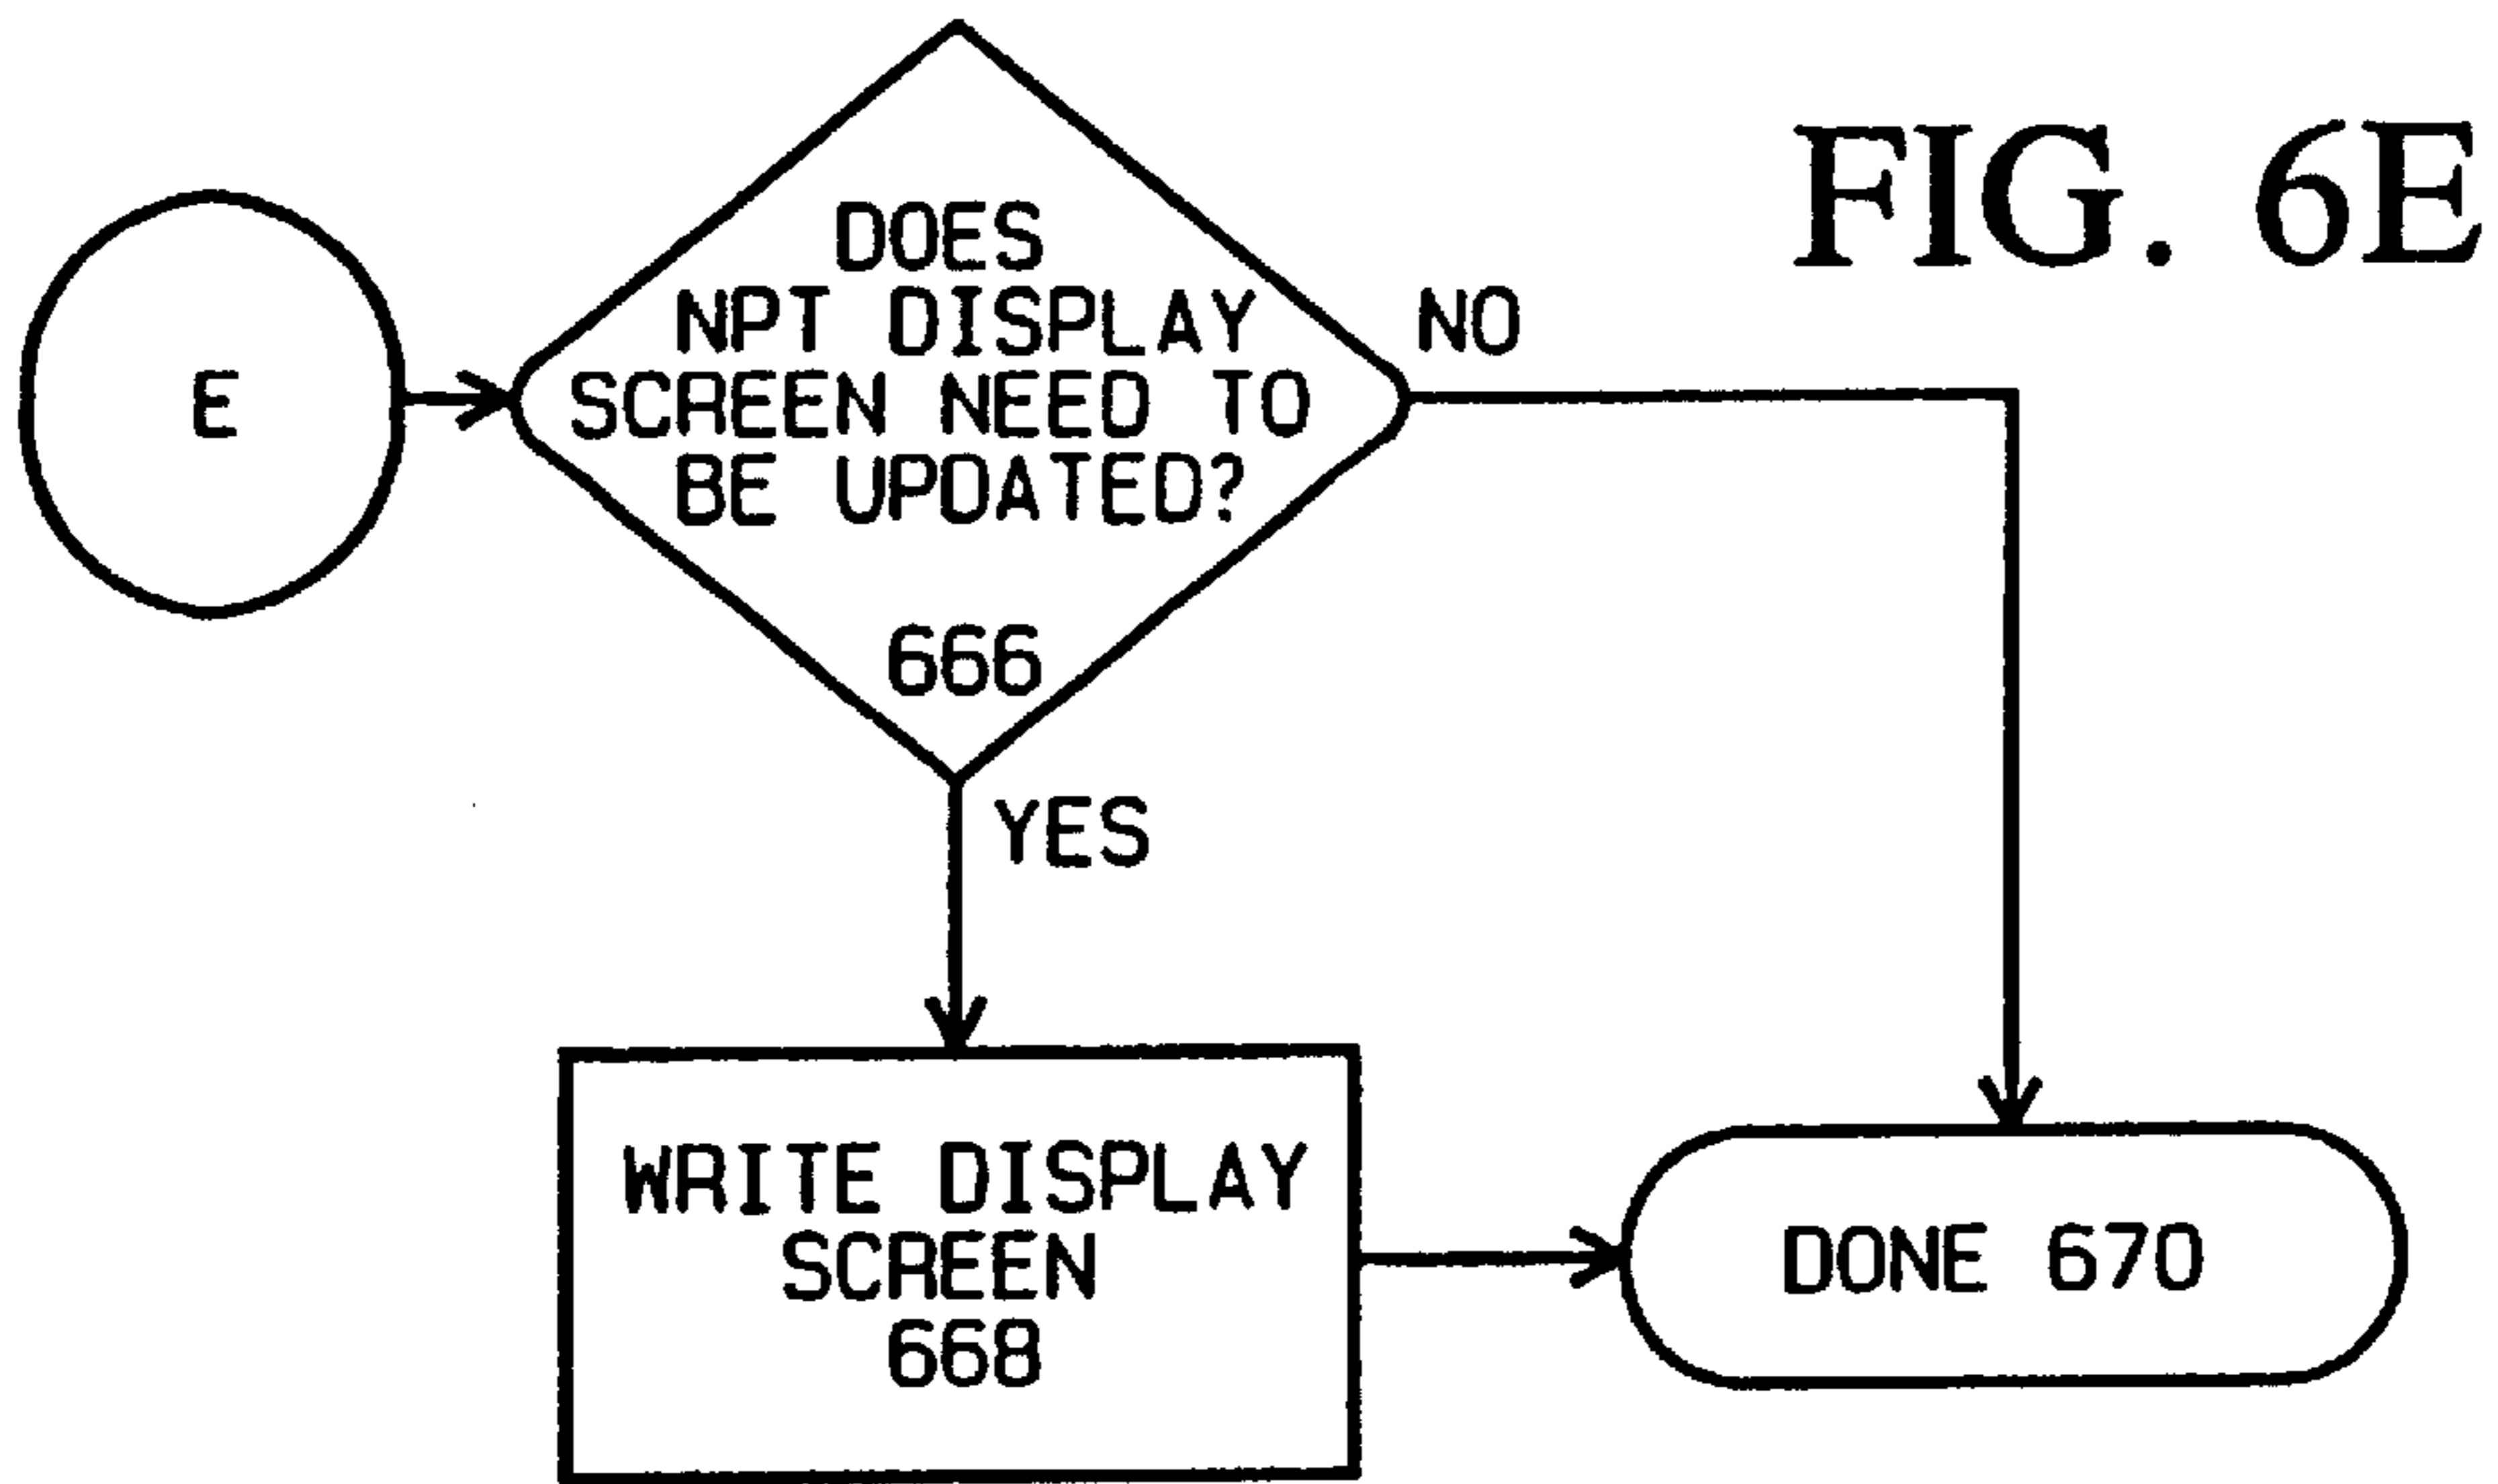 FIG. 6E
E
DOES
NPT DISPLAY
SCREEN NEED TO
BE UPDATED?
666
NO
YES
WRITE DISPLAY
SCREEN
668
DONE 670